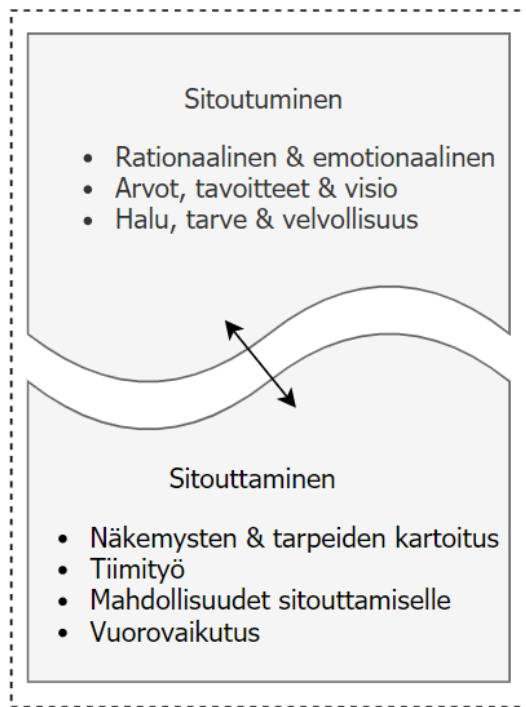 Sitoutuminen
• Rationaalinen & emotionaalinen
• Arvot, tavoitteet & visio
• Halu, tarve & velvollisuus
Sitouttaminen
• Näkemysten & tarpeiden kartoitus
• Tiimityö
• Mahdollisuudet sitouttamiselle
• Vuorovaikutus